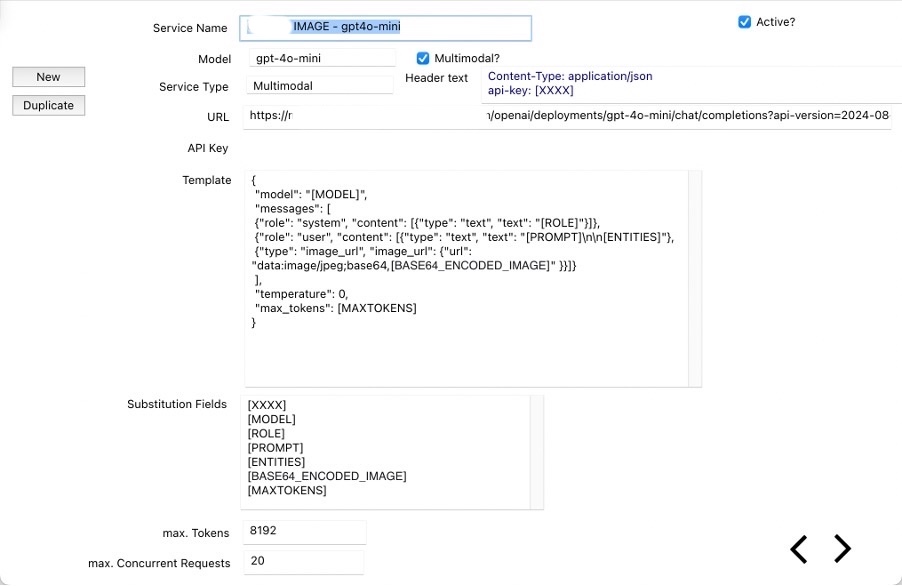 Service Name IMAGE - gpt4o-mini
Active?
Model gpt-4o-mini
Multimodal?
New
Duplicate
Service Type Multimodal
Header text Content-Type: application/json
api-key: [XXXX]
URL https://r /openai/deployments/gpt-4o-mini/chat/completions?api-version=2024-08
API Key
Template {
"model": "[MODEL]",
"messages": [
{"role": "system", "content": [{"type": "text", "text": "[ROLE]"}]},
{"role": "user", "content": [{"type": "text", "text": "[PROMPT]\n\n[ENTITIES]"},
{"type": "image_url", "image_url": {"url":
"data:image/jpeg;base64,[BASE64_ENCODED_IMAGE]" }}]}
],
"temperature": 0,
"max_tokens": [MAXTOKENS]
}
Substitution Fields [XXXX]
[MODEL]
[ROLE]
[PROMPT]
[ENTITIES]
[BASE64_ENCODED_IMAGE]
[MAXTOKENS]
max. Tokens 8192
max. Concurrent Requests 20